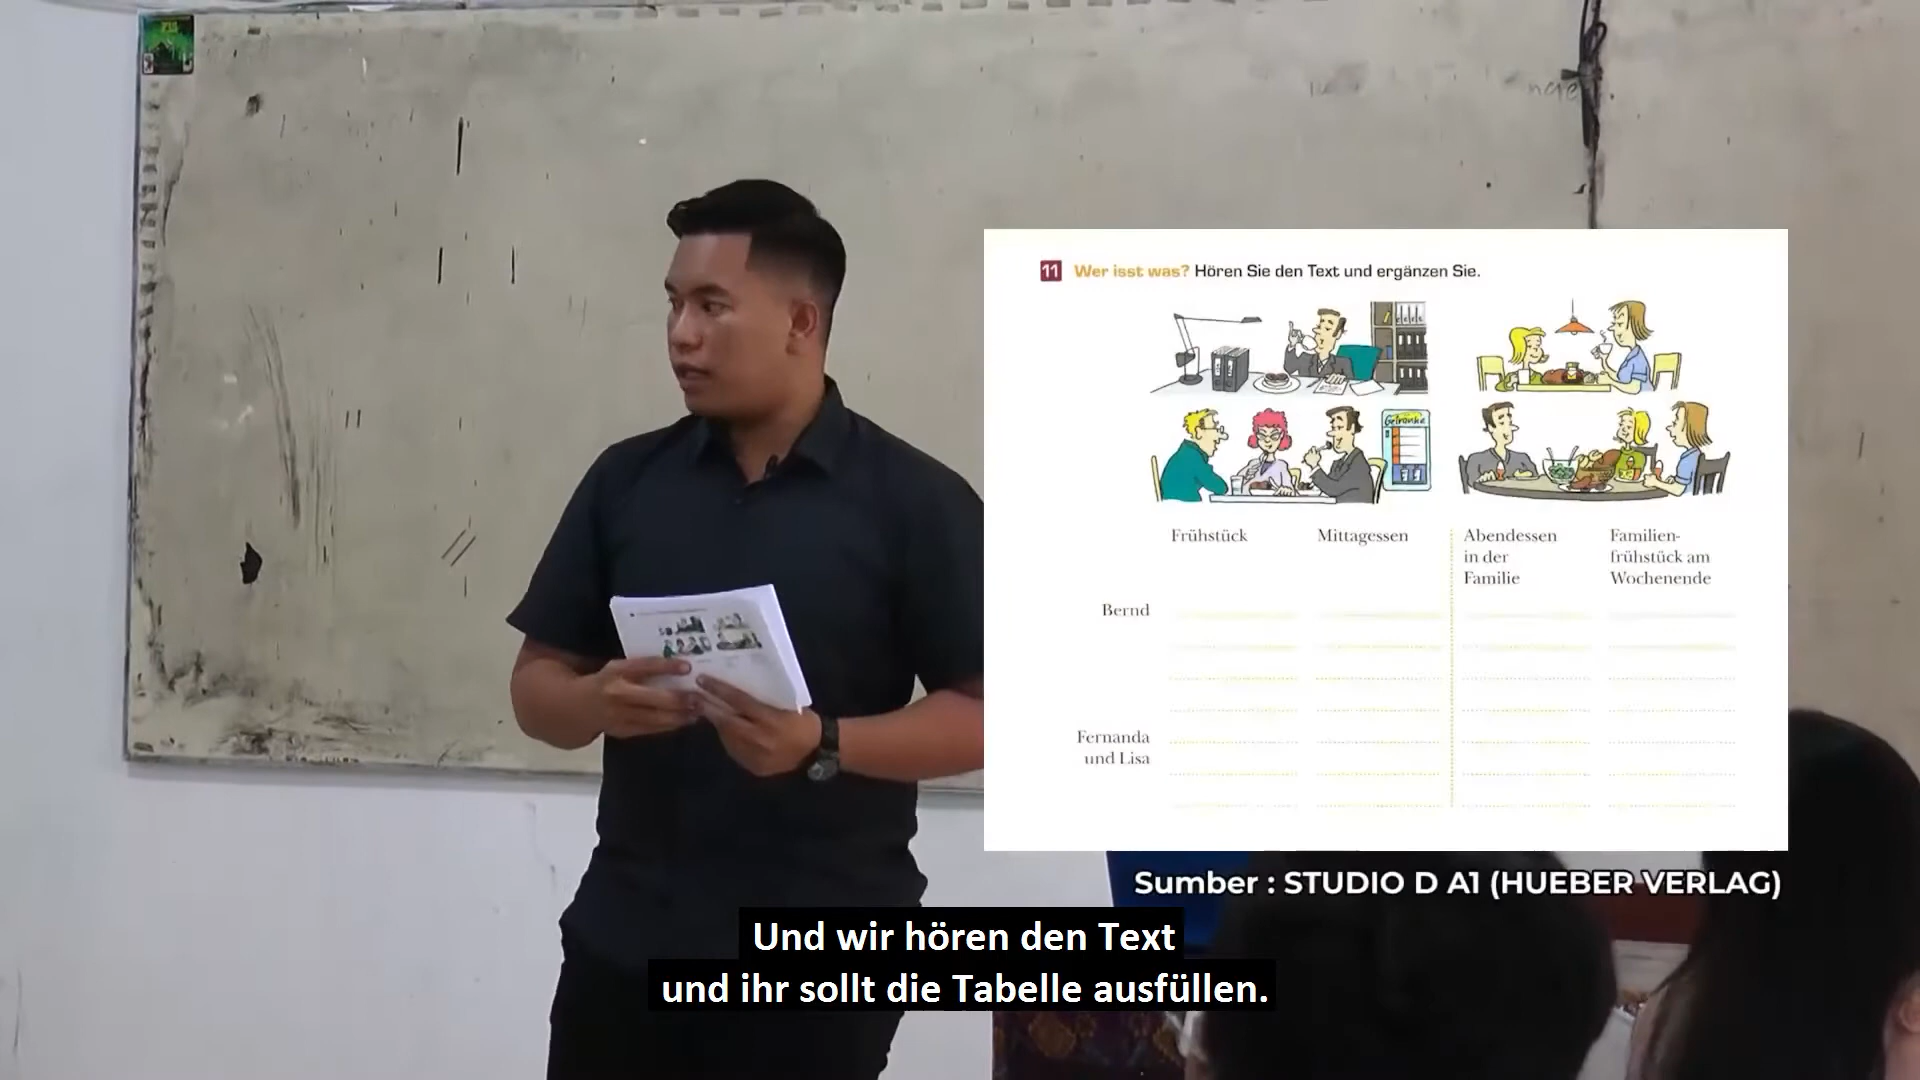 11 Wer isst was? Hören Sie den Text und ergänzen Sie.
Getränke
Frühstück
Mittagessen
Abendessen
in der
Familie
Familien-
frühstück am
Wochenende
Bernd
Fernanda
und Lisa
Sumber : STUDIO D A1 (HUEBER VERLAG)
Und wir hören den Text
und ihr sollt die Tabelle ausfüllen.